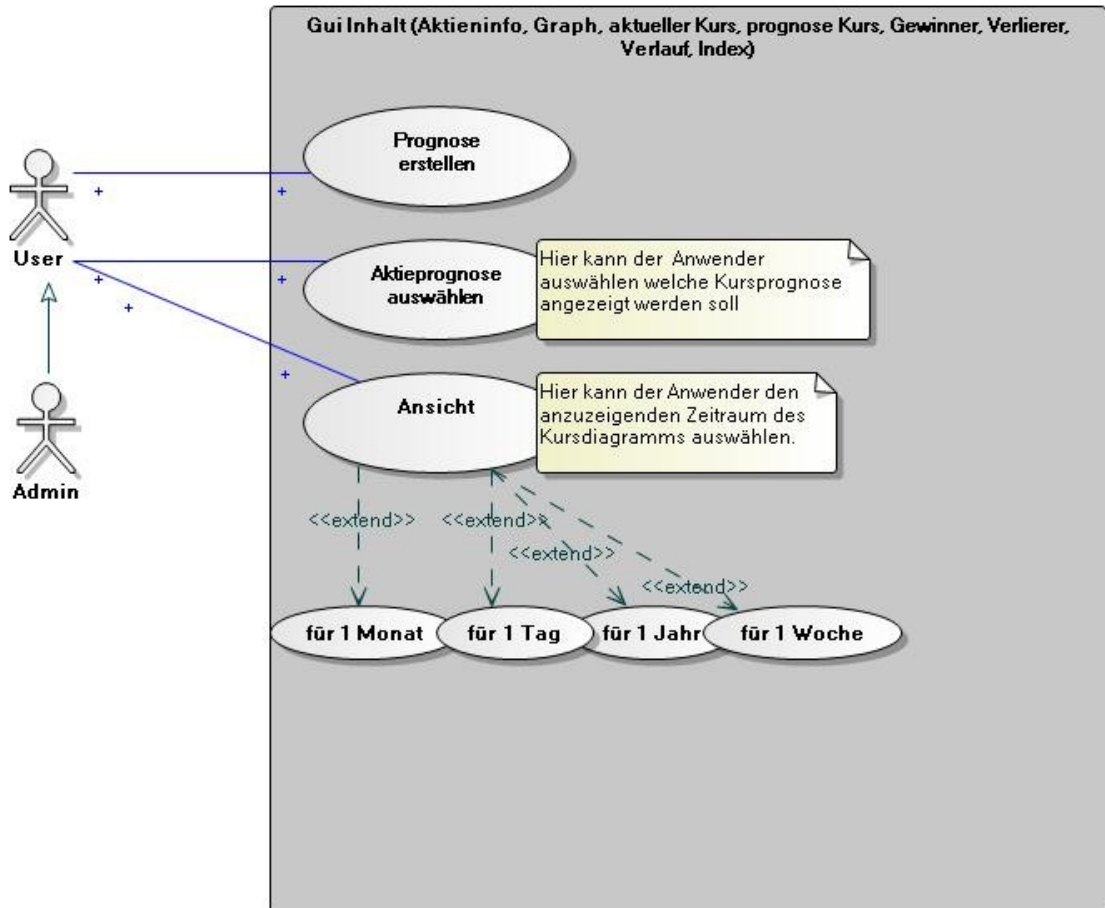 Gui Inhalt (Aktieninfo, Graph, aktueller Kurs, prognose Kurs, Gewinner, Verlierer,
Verlauf, Index)
Prognose
erstellen
+
+
User
Aktieprognose
auswählen
Hier kann der Anwender
auswählen welche Kursprognose
angezeigt werden soll
+
+
+
+
Ansicht
Hier kann der Anwender den
anzuzeigenden Zeitraum des
Kursdiagramms auswählen.
Admin
<<extend>>
<<extend>>
<<extend>>
<<extend>>
für 1 Monat
für 1 Tag
für 1 Jahr
für 1 Woche